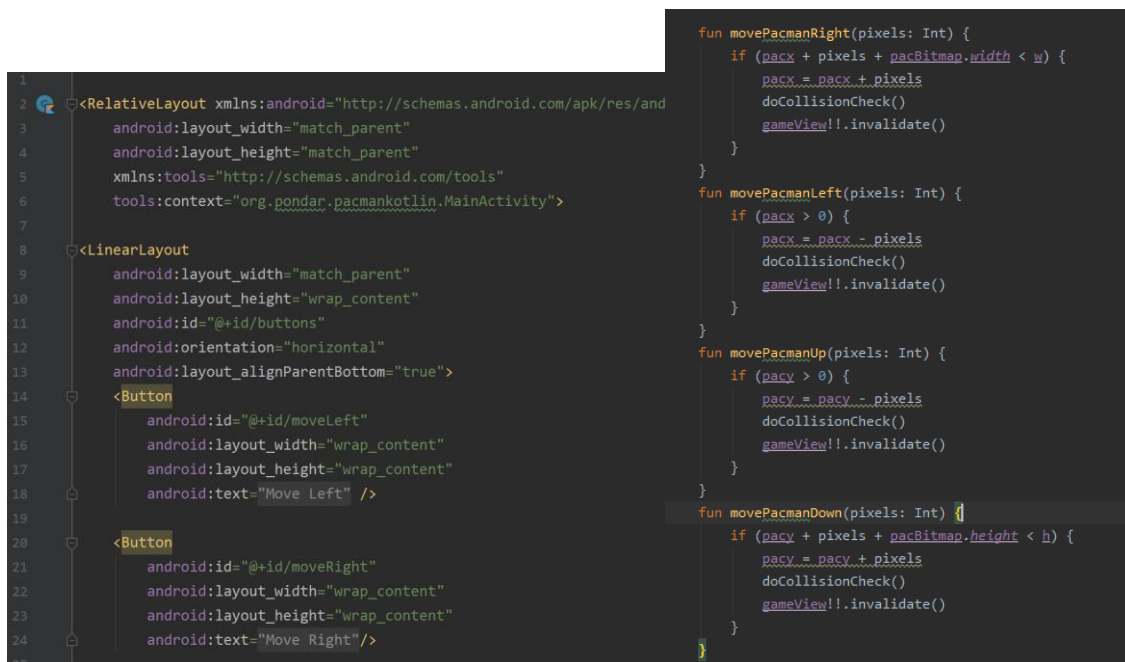 1
2 <RelativeLayout xmlns:android="http://schemas.android.com/apk/res/and
3 android:layout_width="match_parent"
4 android:layout_height="match_parent"
5 xmlns:tools="http://schemas.android.com/tools"
6 tools:context="org.pondar.pacmankotlin.MainActivity">
7
8 <LinearLayout
9 android:layout_width="match_parent"
10 android:layout_height="wrap_content"
11 android:id="@+id/buttons"
12 android:orientation="horizontal"
13 android:layout_alignParentBottom="true">
14 <Button
15 android:id="@+id/moveLeft"
16 android:layout_width="wrap_content"
17 android:layout_height="wrap_content"
18 android:text="Move Left" />
19
20 <Button
21 android:id="@+id/moveRight"
22 android:layout_width="wrap_content"
23 android:layout_height="wrap_content"
24 android:text="Move Right"/>
fun movePacmanRight(pixels: Int) {
if (pacx + pixels + pacBitmap.width < w) {
pacx = pacx + pixels
doCollisionCheck()
gameView!!.invalidate()
}
}
fun movePacmanLeft(pixels: Int) {
if (pacx > 0) {
pacx = pacx - pixels
doCollisionCheck()
gameView!!.invalidate()
}
}
fun movePacmanUp(pixels: Int) {
if (pacy > 0) {
pacy = pacy - pixels
doCollisionCheck()
gameView!!.invalidate()
}
}
fun movePacmanDown(pixels: Int) {
if (pacy + pixels + pacBitmap.height < h) {
pacy = pacy + pixels
doCollisionCheck()
gameView!!.invalidate()
}
}